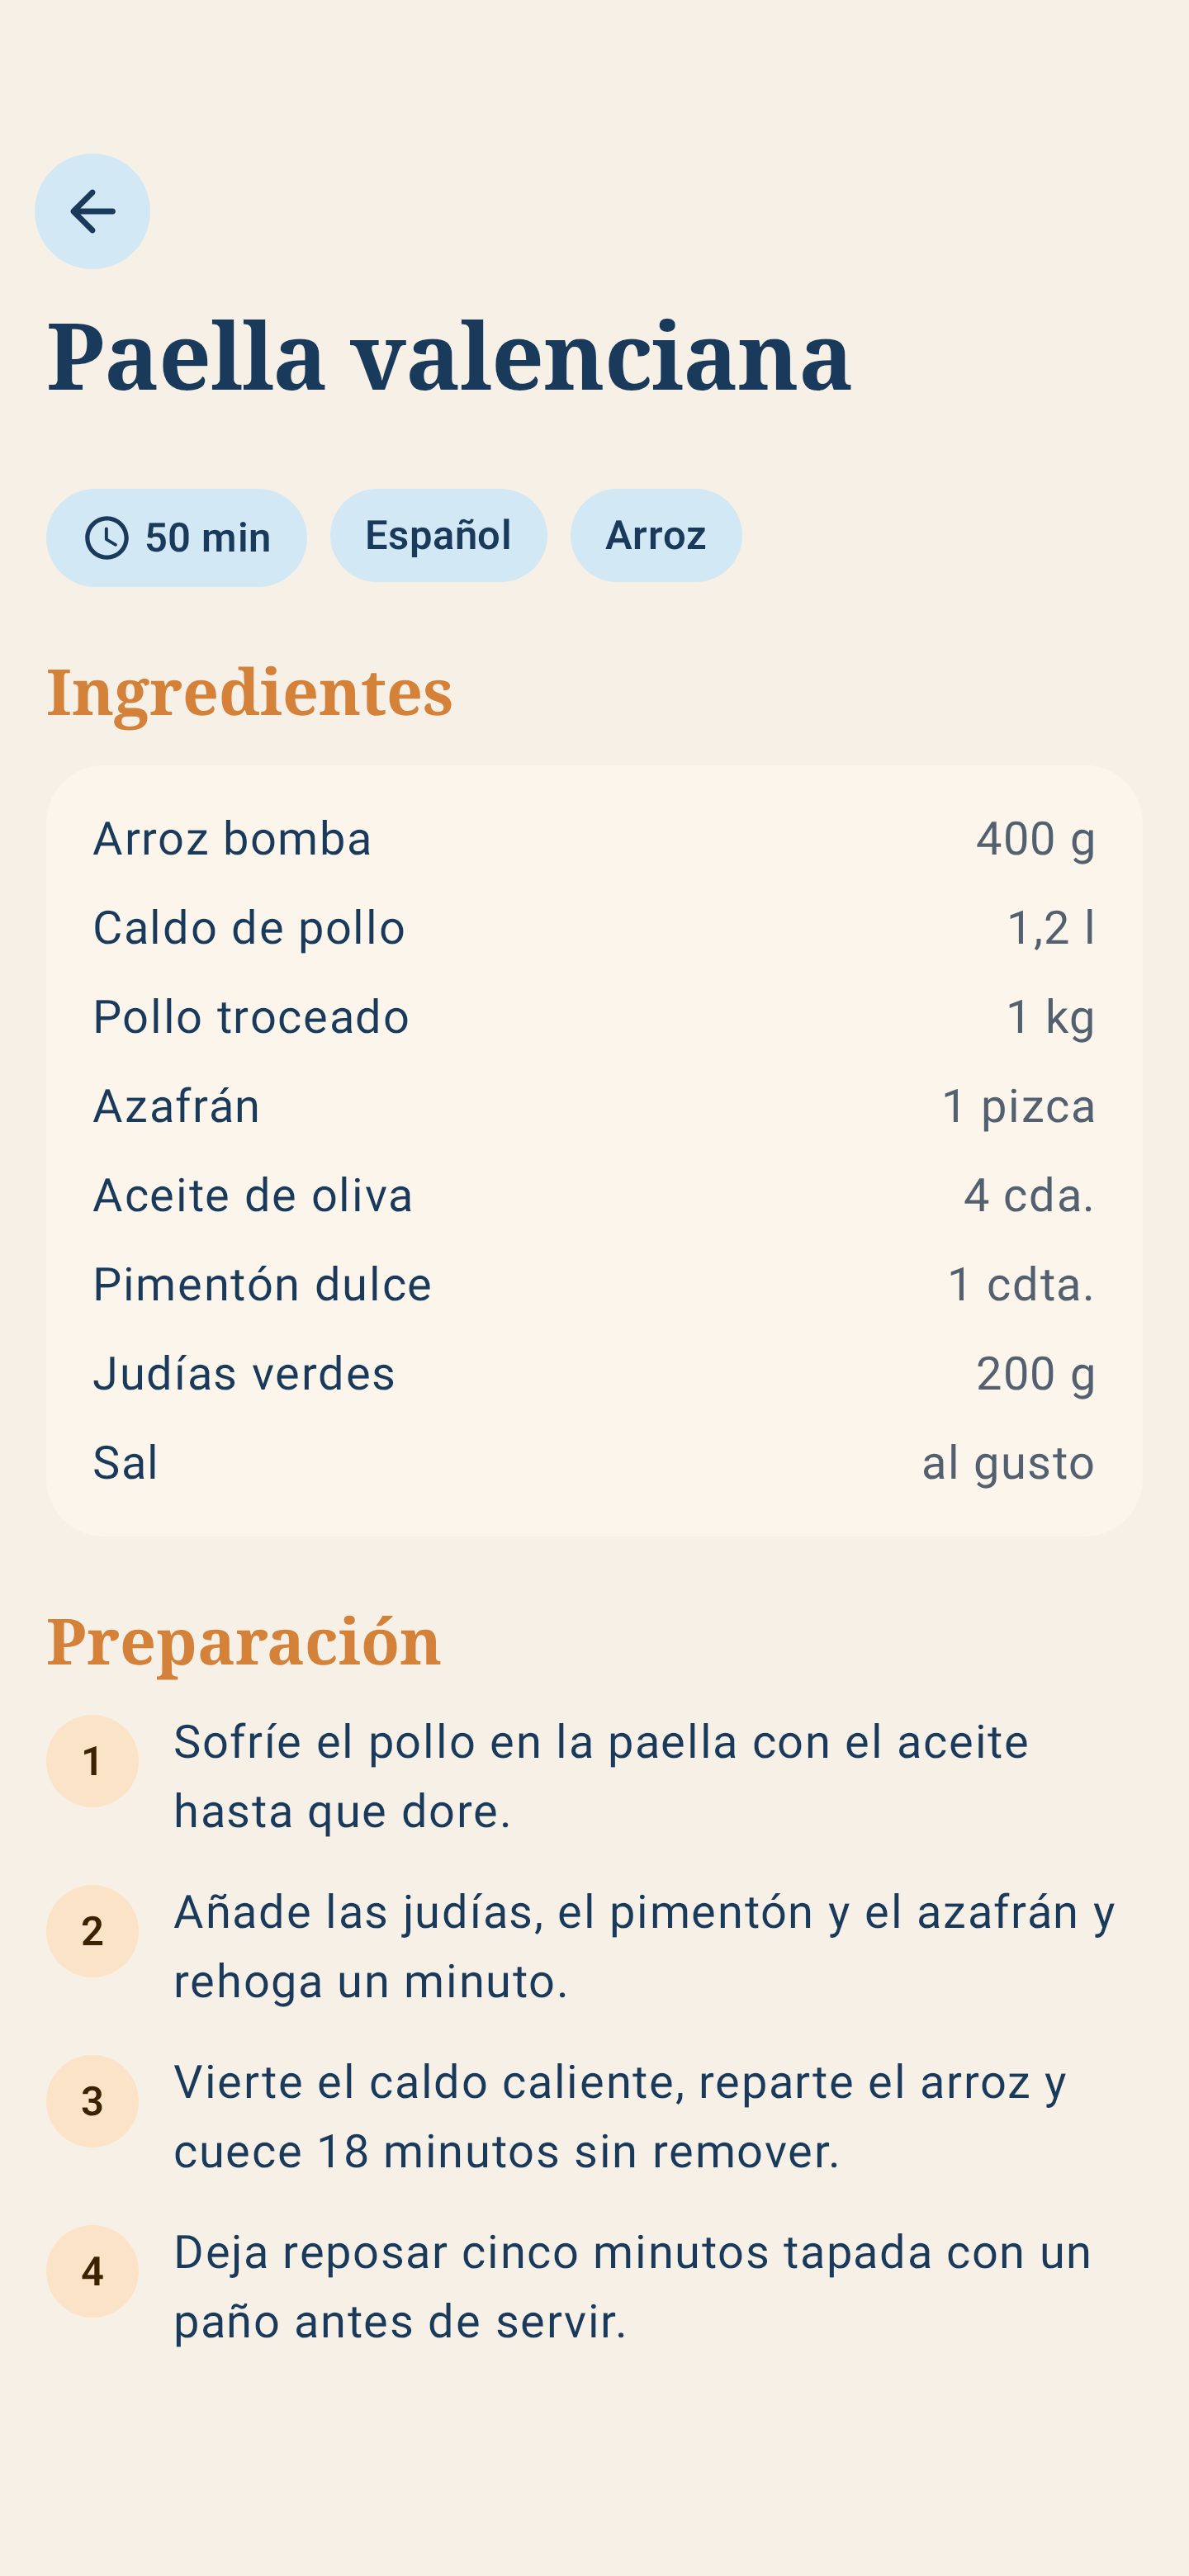 Paella valenciana
50 min Español Arroz
Ingredientes
Arroz bomba 400 g
Caldo de pollo 1,2 l
Pollo troceado 1 kg
Azafrán 1 pizca
Aceite de oliva 4 cda.
Pimentón dulce 1 cdta.
Judías verdes 200 g
Sal al gusto
Preparación
1 Sofríe el pollo en la paella con el aceite
hasta que dore.
2 Añade las judías, el pimentón y el azafrán y
rehoga un minuto.
3 Vierte el caldo caliente, reparte el arroz y
cuece 18 minutos sin remover.
4 Deja reposar cinco minutos tapada con un
paño antes de servir.